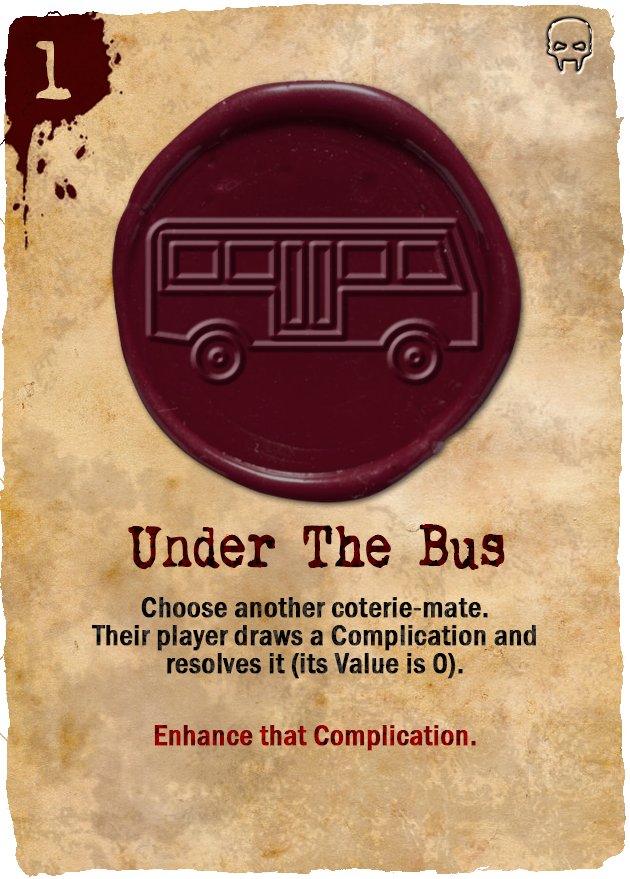 1
Under The Bus
Choose another coterie-mate.
Their player draws a Complication and
resolves it (its Value is 0).
Enhance that Complication.